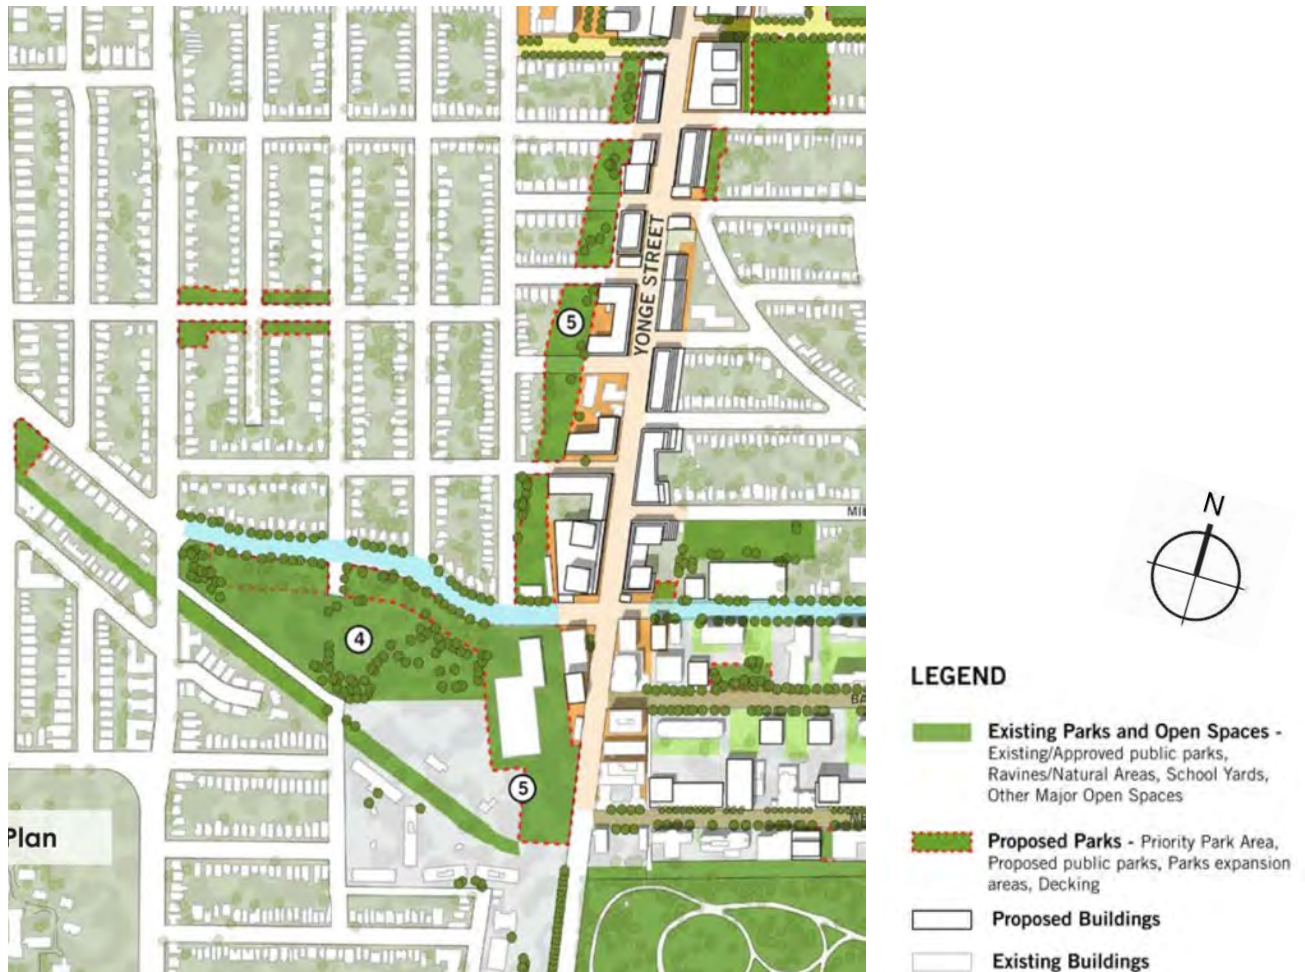 YONGE STREET
5
MI
4
BA
5
Plan
N
LEGEND
Existing Parks and Open Spaces -
Existing/Approved public parks,
Ravines/Natural Areas, School Yards,
Other Major Open Spaces
Proposed Parks - Priority Park Area,
Proposed public parks, Parks expansion
areas, Decking
Proposed Buildings
Existing Buildings